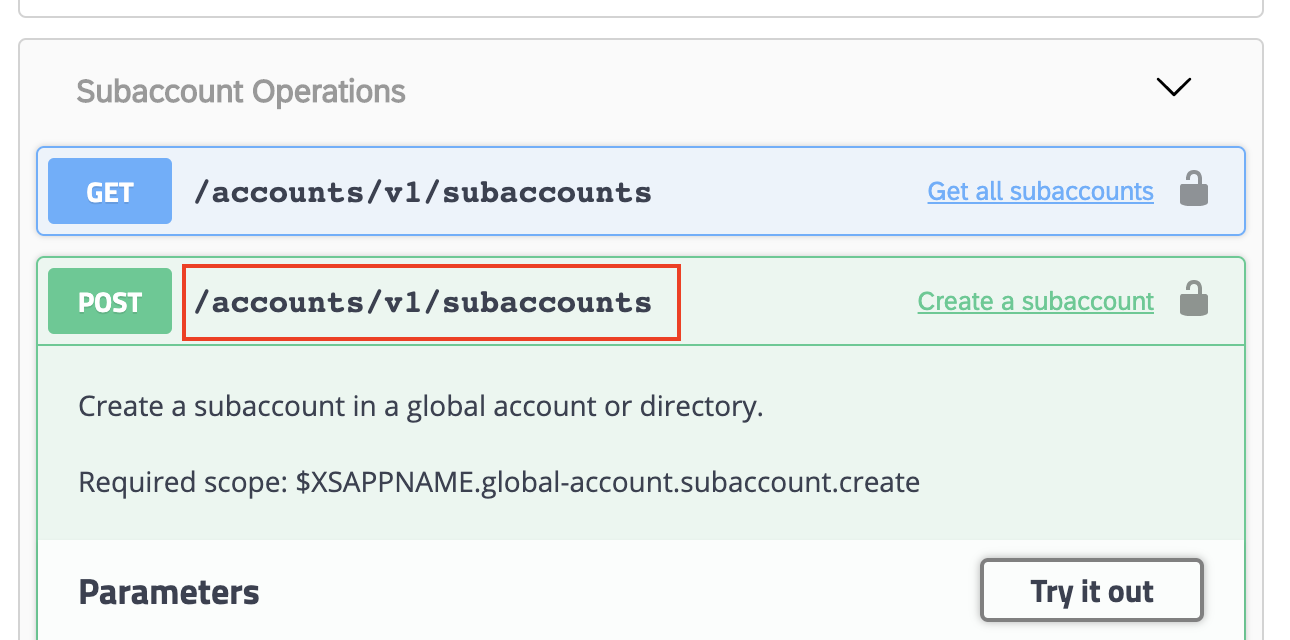 Subaccount Operations
GET /accounts/v1/subaccounts Get all subaccounts
POST /accounts/v1/subaccounts Create a subaccount
Create a subaccount in a global account or directory.
Required scope: $XSAPPNAME.global-account.subaccount.create
Parameters Try it out